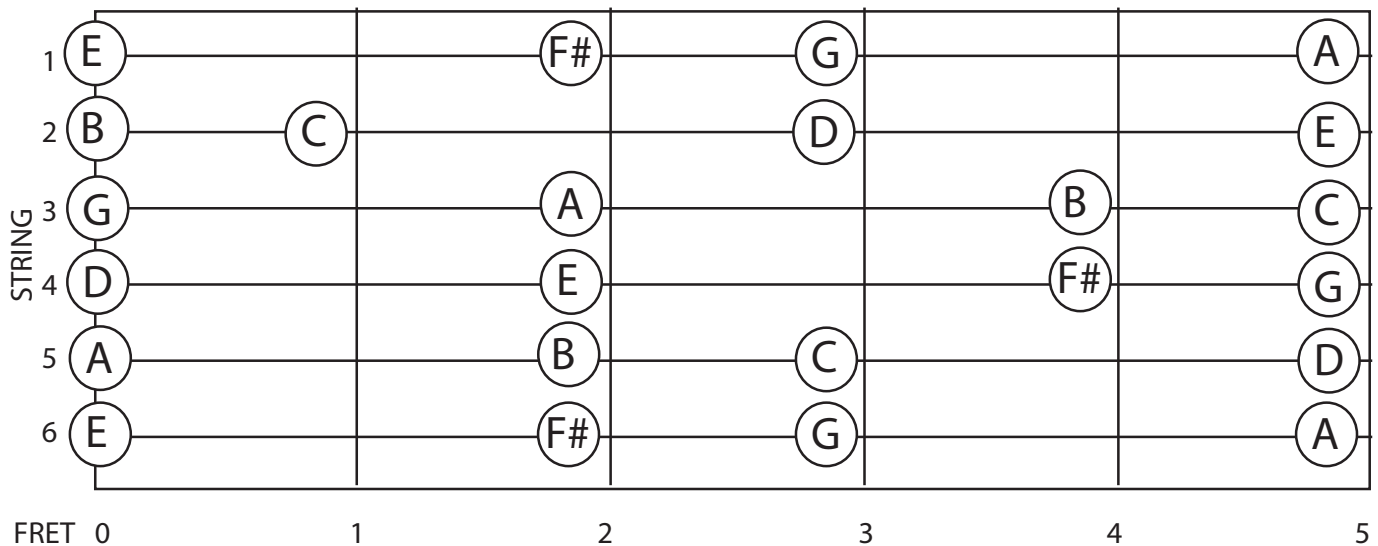 1 E F# G A
2 B C D E
3 G A B C
4 D E F# G
5 A B C D
6 E F# G A
STRING
FRET 0 1 2 3 4 5